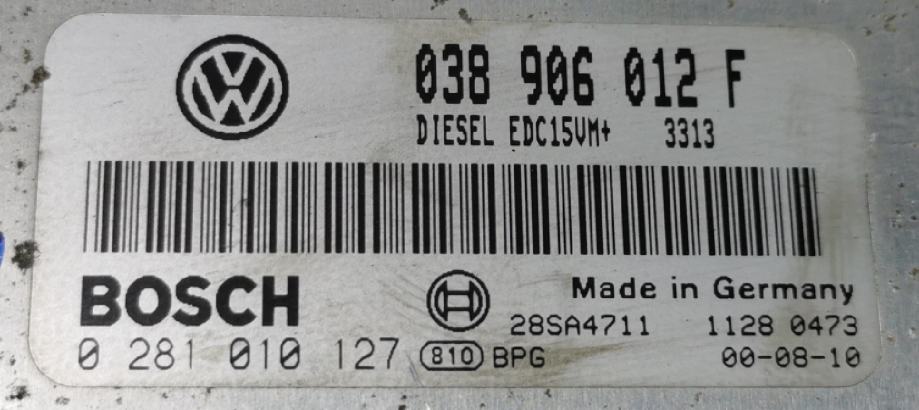 038 906 012 F
DIESEL EDC15VM+ 3313
BOSCH
Made in Germany
28SA4711 1128 0473
0 281 010 127 810 BPG 00-08-10